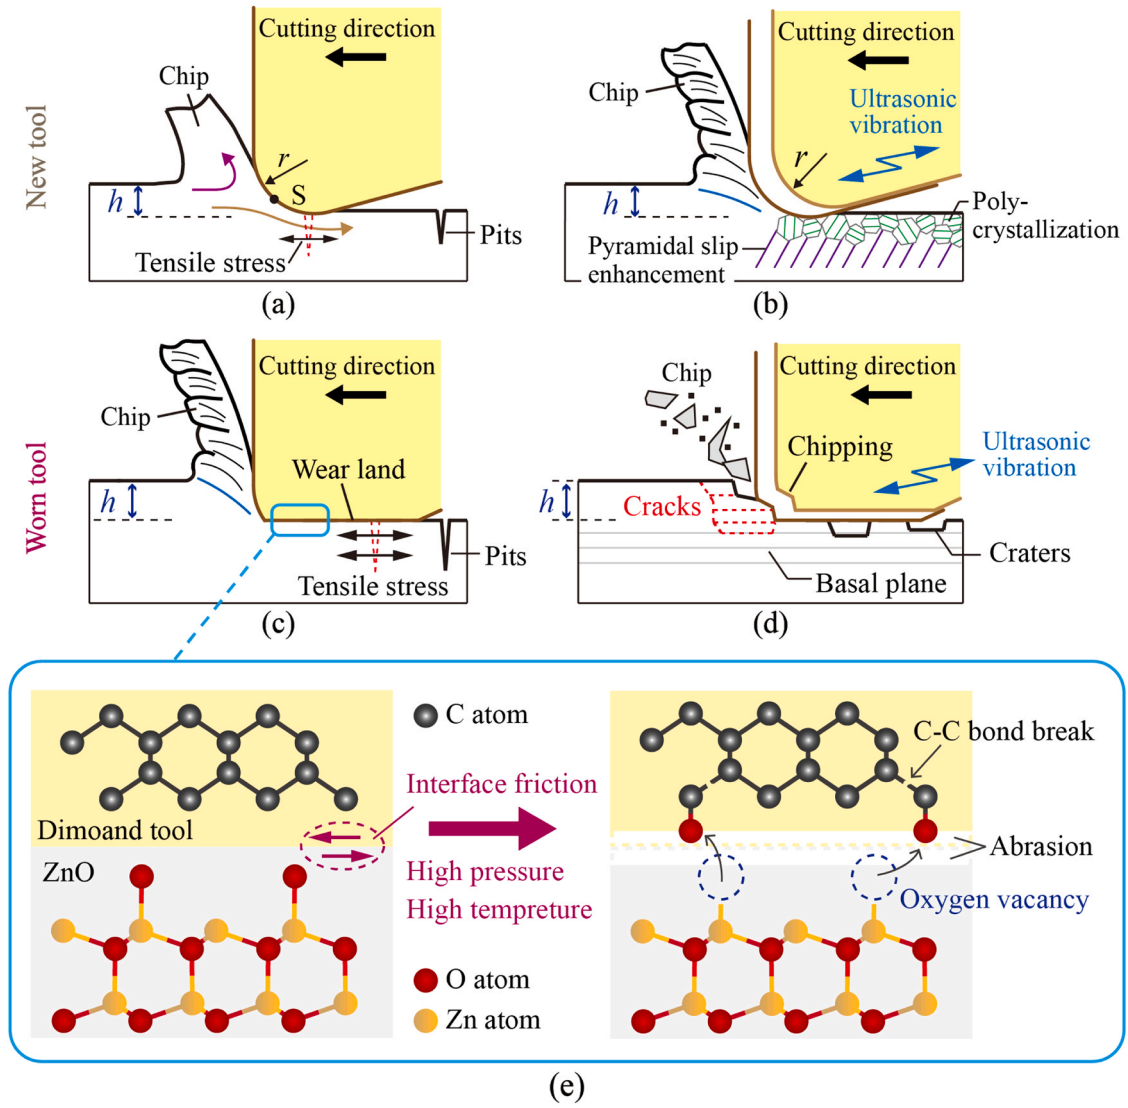 New tool
Cutting direction
Chip
r
S
h
Tensile stress
Pits
(a)
Cutting direction
Ultrasonic
vibration
Chip
r
h
Poly-
crystallization
Pyramidal slip
enhancement
(b)
Worn tool
Cutting direction
Chip
Wear land
h
Tensile stress
Pits
(c)
Chip
Cutting direction
Chipping
Ultrasonic
vibration
h
Cracks
Craters
Basal plane
(d)
C atom
Interface friction
Dimoand tool
ZnO
High pressure
High tempreture
O atom
Zn atom
C-C bond break
Abrasion
Oxygen vacancy
(e)